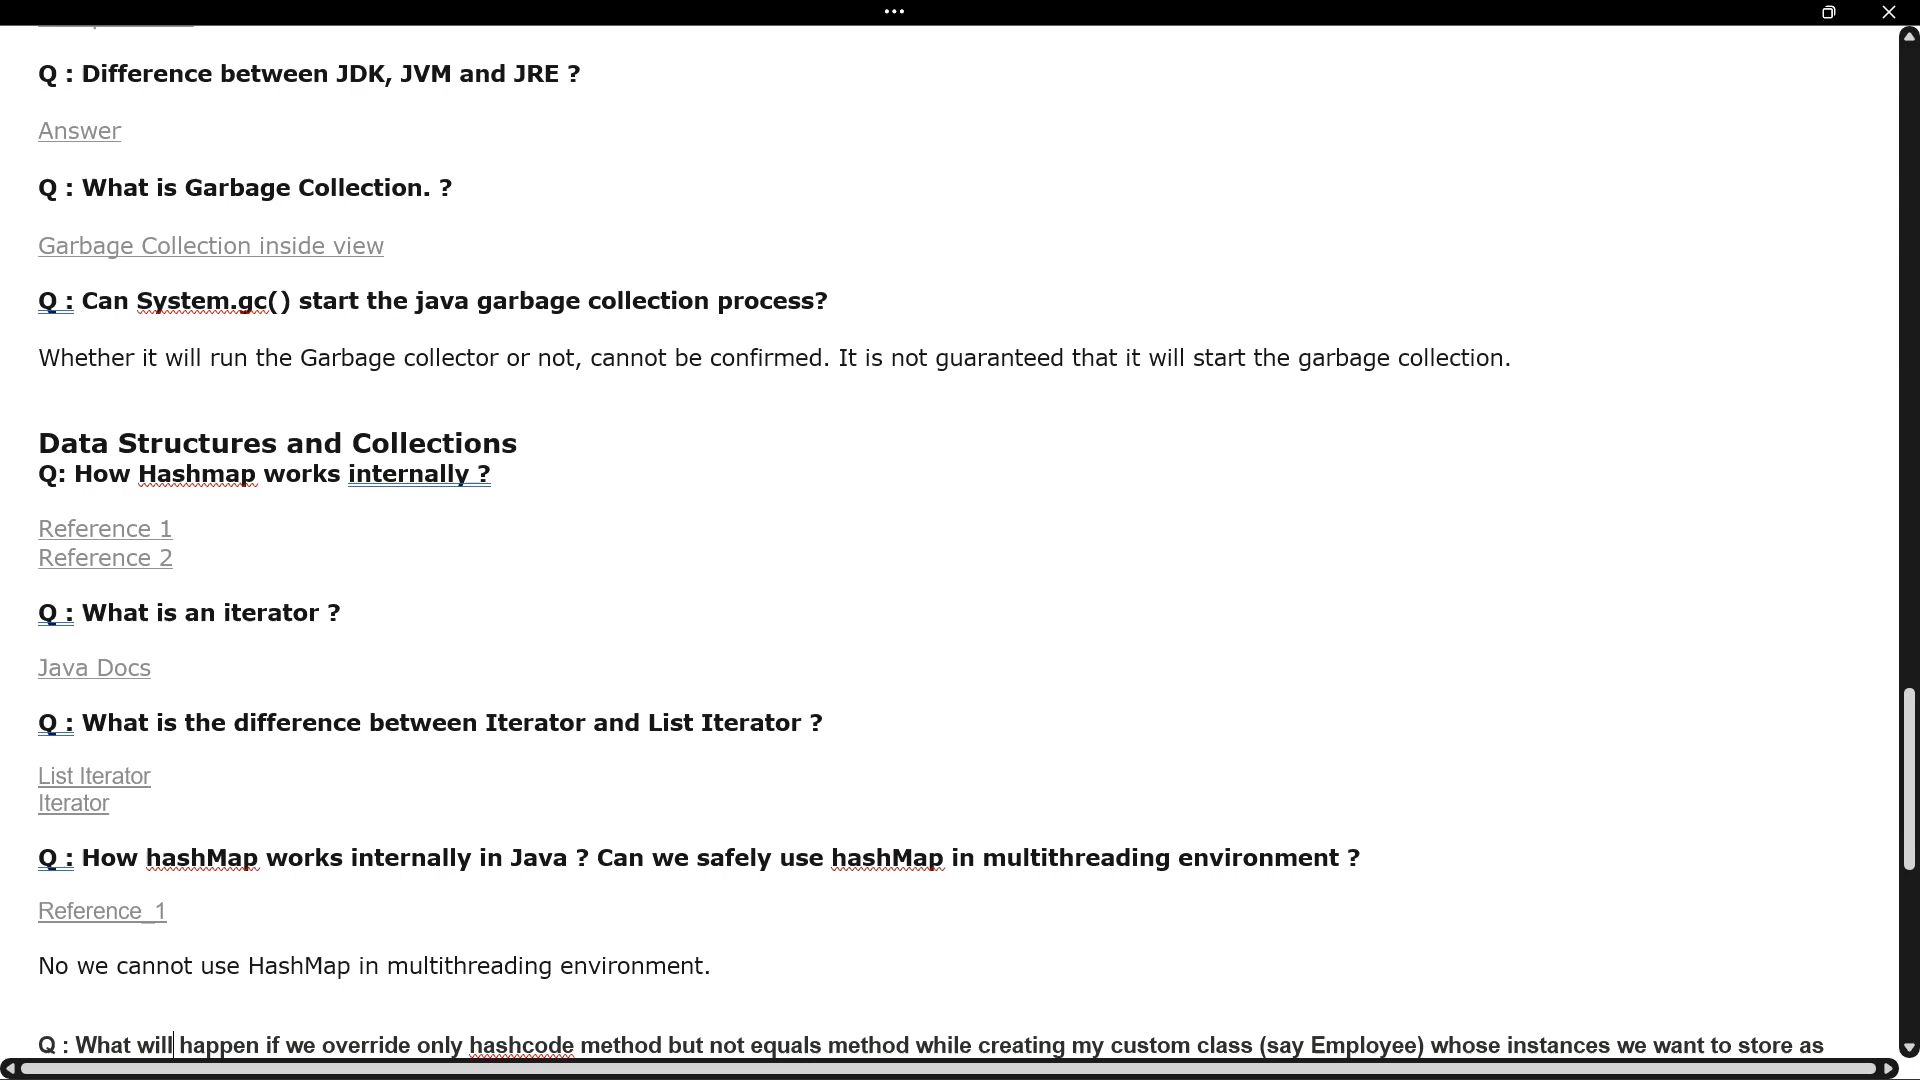 Q : Difference between JDK, JVM and JRE ?
Answer
Q : What is Garbage Collection. ?
Garbage Collection inside view
Q : Can System.gc() start the java garbage collection process?
Whether it will run the Garbage collector or not, cannot be confirmed. It is not guaranteed that it will start the garbage collection.
Data Structures and Collections
Q: How Hashmap works internally ?
Reference 1
Reference 2
Q : What is an iterator ?
Java Docs
Q : What is the difference between Iterator and List Iterator ?
List Iterator
Iterator
Q : How hashMap works internally in Java ? Can we safely use hashMap in multithreading environment ?
Reference_1
No we cannot use HashMap in multithreading environment.
Q : What will happen if we override only hashcode method but not equals method while creating my custom class (say Employee) whose instances we want to store as